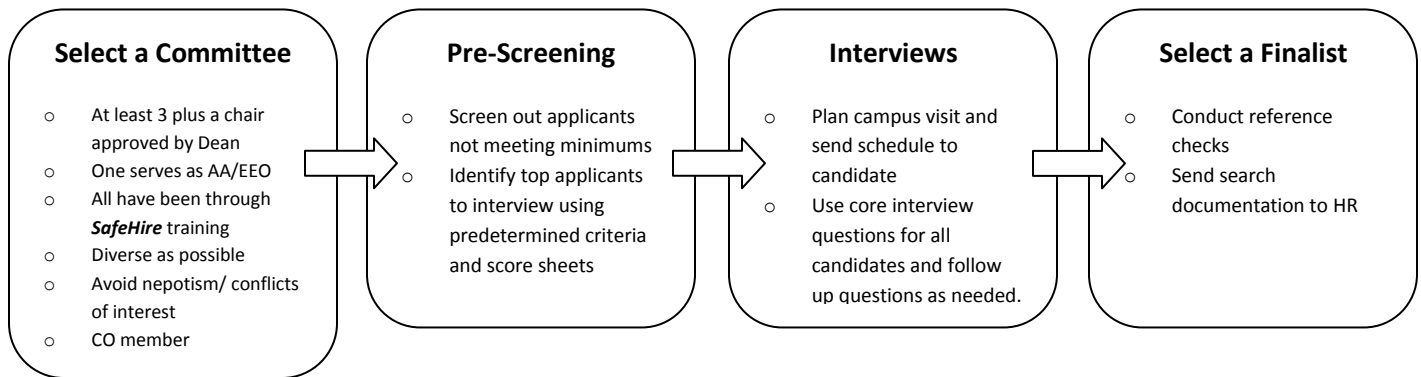 Select a Committee
o At least 3 plus a chair
approved by Dean
o One serves as AA/EEO
o All have been through
SafeHire training
o Diverse as possible
o Avoid nepotism/ conflicts
of interest
o CO member
Pre-Screening
o Screen out applicants
not meeting minimums
o Identify top applicants
to interview using
predetermined criteria
and score sheets
Interviews
o Plan campus visit and
send schedule to
candidate
o Use core interview
questions for all
candidates and follow
up questions as needed.
Select a Finalist
o Conduct reference
checks
o Send search
documentation to HR